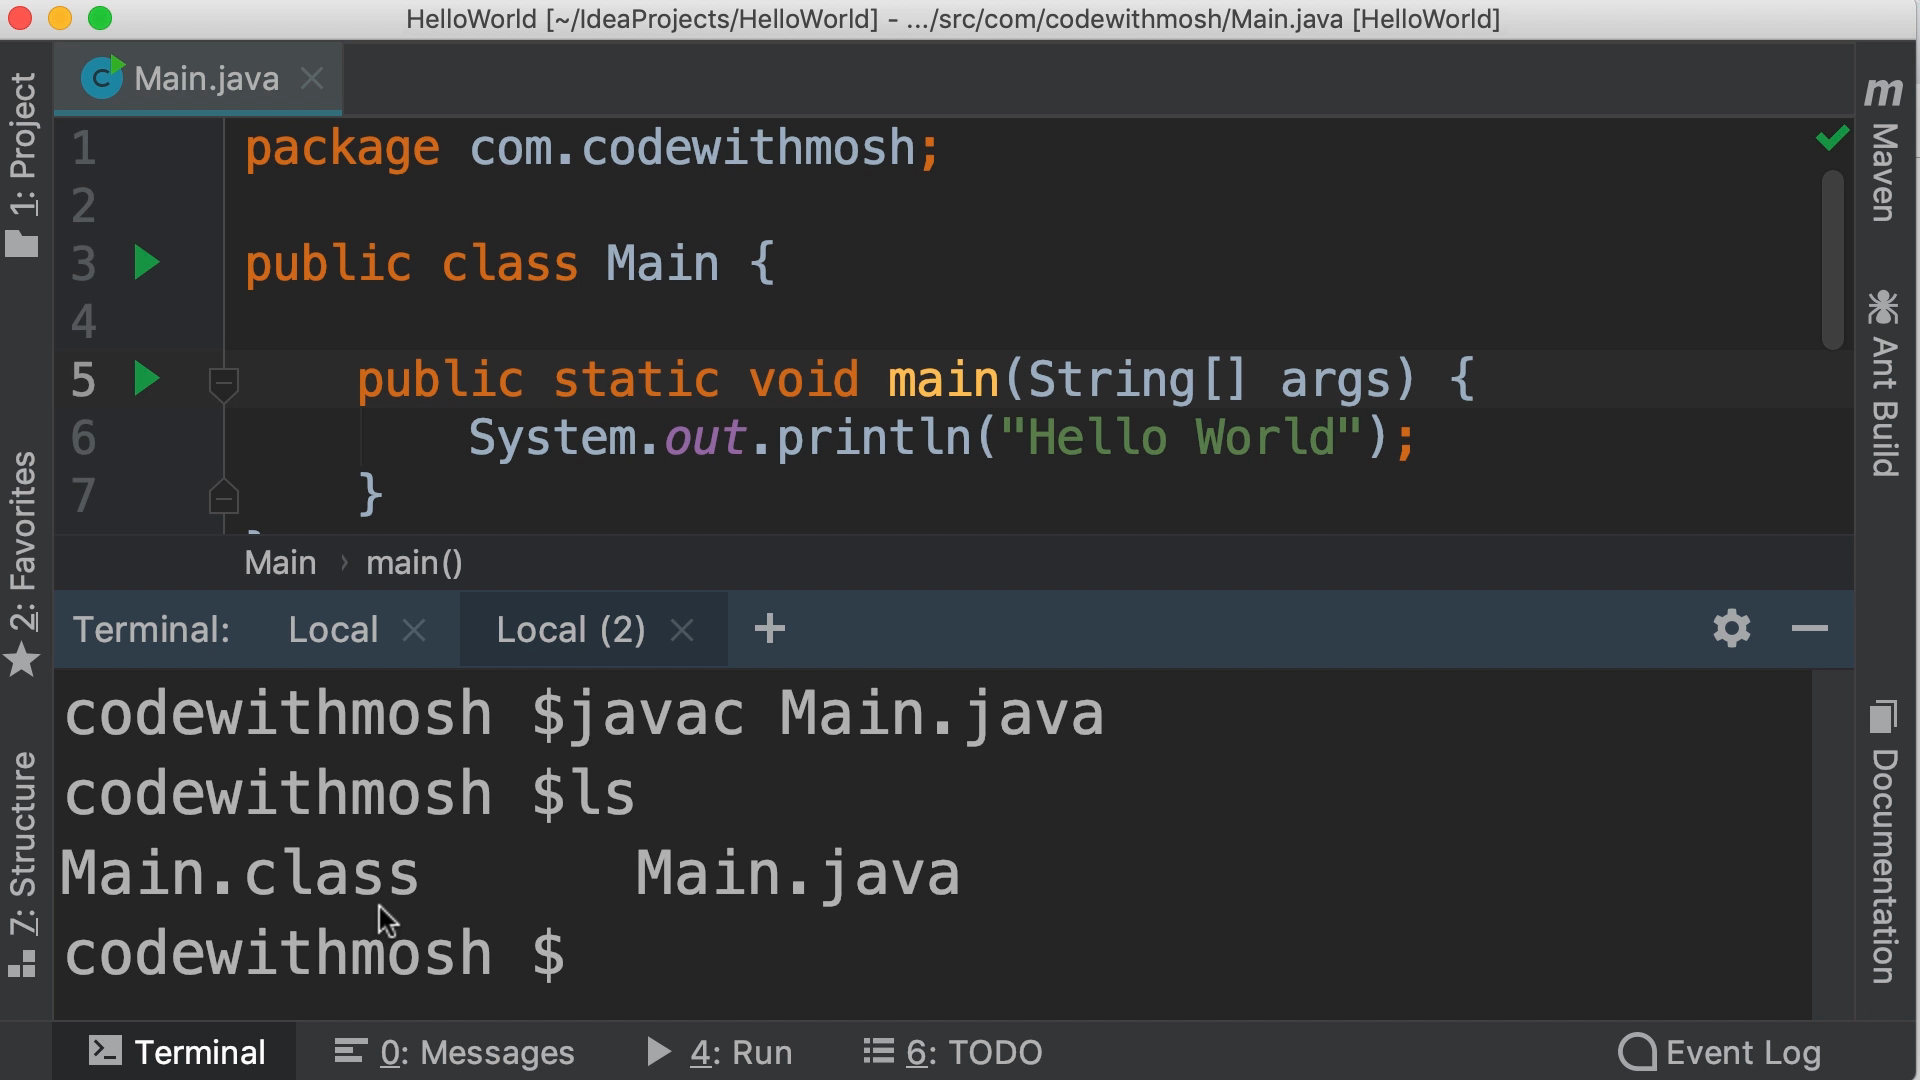 HelloWorld [~/IdeaProjects/HelloWorld] - .../src/com/codewithmosh/Main.java [HelloWorld]
Main.java
1: Project
2: Favorites
7: Structure
1 package com.codewithmosh;
2
3 public class Main {
4
5 public static void main(String[] args) {
6 System.out.println("Hello World");
7 }
Main › main()
m Maven
Ant Build
Documentation
Terminal: Local Local (2) +
codewithmosh $javac Main.java
codewithmosh $ls
Main.class Main.java
codewithmosh $
Terminal 0: Messages 4: Run 6: TODO Event Log